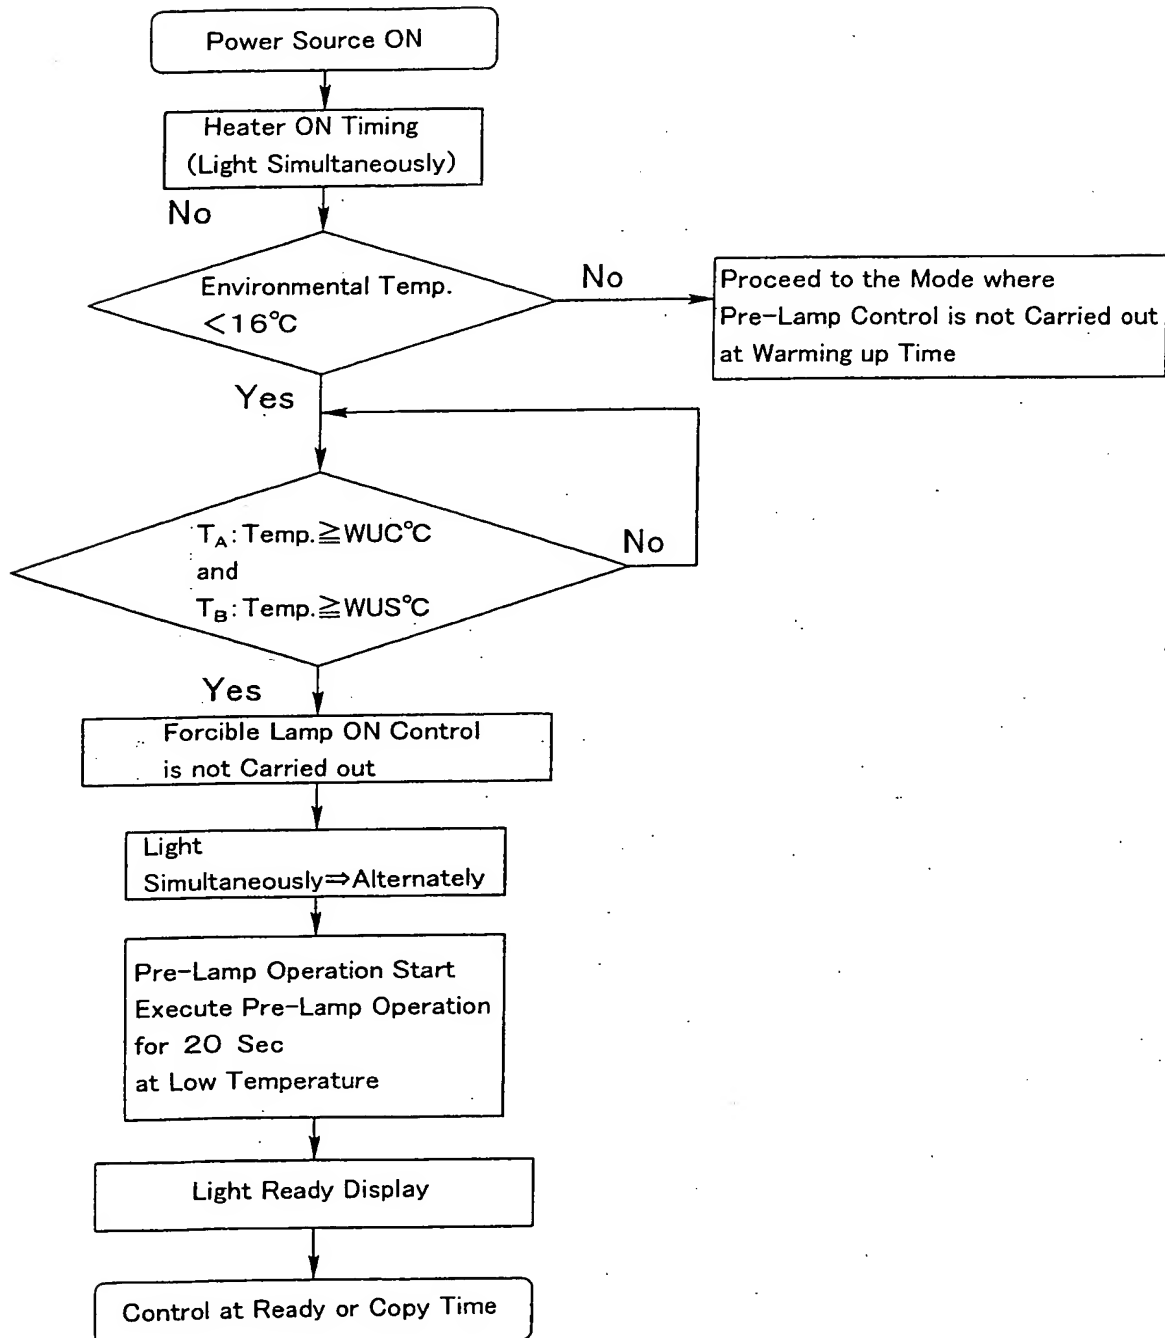 Power Source ON
Heater ON Timing
(Light Simultaneously)
No
Environmental Temp.
<16℃
No
Proceed to the Mode where
Pre-Lamp Control is not Carried out
at Warming up Time
Yes
T_A:Temp.≧WUC℃
and
T_B:Temp.≧WUS℃
No
Yes
Forcible Lamp ON Control
is not Carried out
Light
Simultaneously⇒Alternately
Pre-Lamp Operation Start
Execute Pre-Lamp Operation
for 20 Sec
at Low Temperature
Light Ready Display
Control at Ready or Copy Time